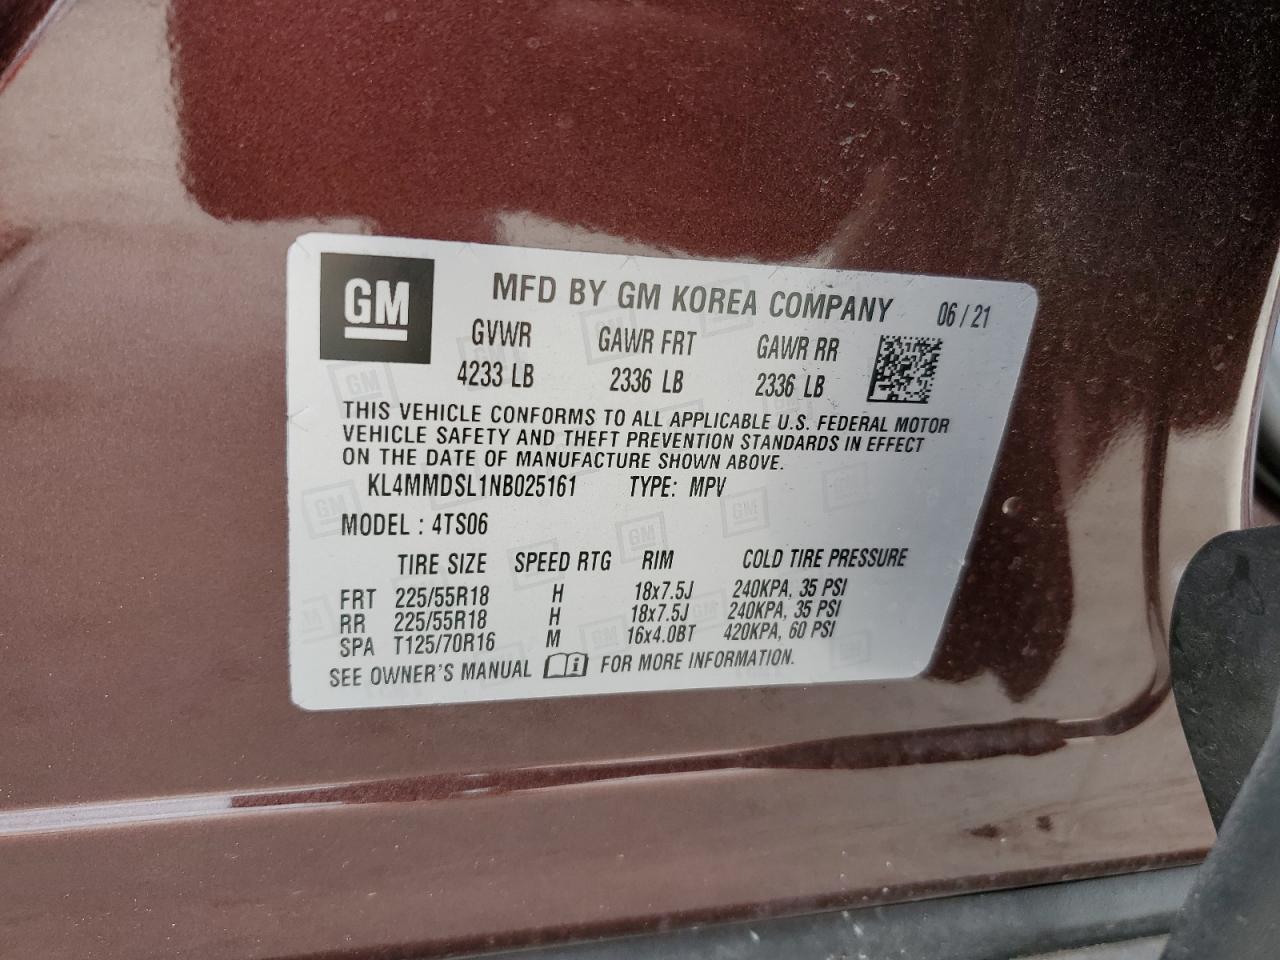 GM
MFD BY GM KOREA COMPANY 06/21
GVWR GAWR FRT GAWR RR
4233 LB 2336 LB 2336 LB
THIS VEHICLE CONFORMS TO ALL APPLICABLE U.S. FEDERAL MOTOR
VEHICLE SAFETY AND THEFT PREVENTION STANDARDS IN EFFECT
ON THE DATE OF MANUFACTURE SHOWN ABOVE.
KL4MMDSL1NB025161 TYPE: MPV
MODEL : 4TS06
TIRE SIZE SPEED RTG RIM COLD TIRE PRESSURE
FRT 225/55R18 H 18x7.5J 240KPA, 35 PSI
RR 225/55R18 H 18x7.5J 240KPA, 35 PSI
SPA T125/70R16 M 16x4.0BT 420KPA, 60 PSI
SEE OWNER'S MANUAL FOR MORE INFORMATION.